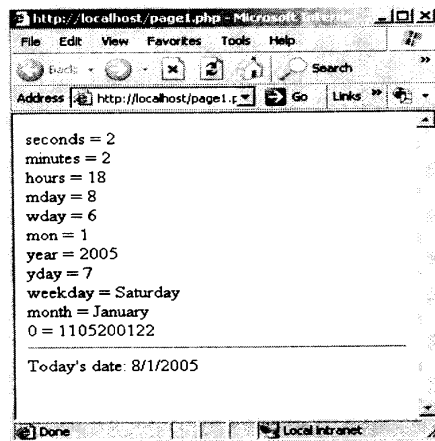 http://localhost/page1.php - Microsoft Internet
File Edit View Favorites Tools Help
Back Search »
Address http://localhost/page1.p Go Links »
seconds = 2
minutes = 2
hours = 18
mday = 8
wday = 6
mon = 1
year = 2005
yday = 7
weekday = Saturday
month = January
0 = 1105200122
Today's date: 8/1/2005
Done Local intranet